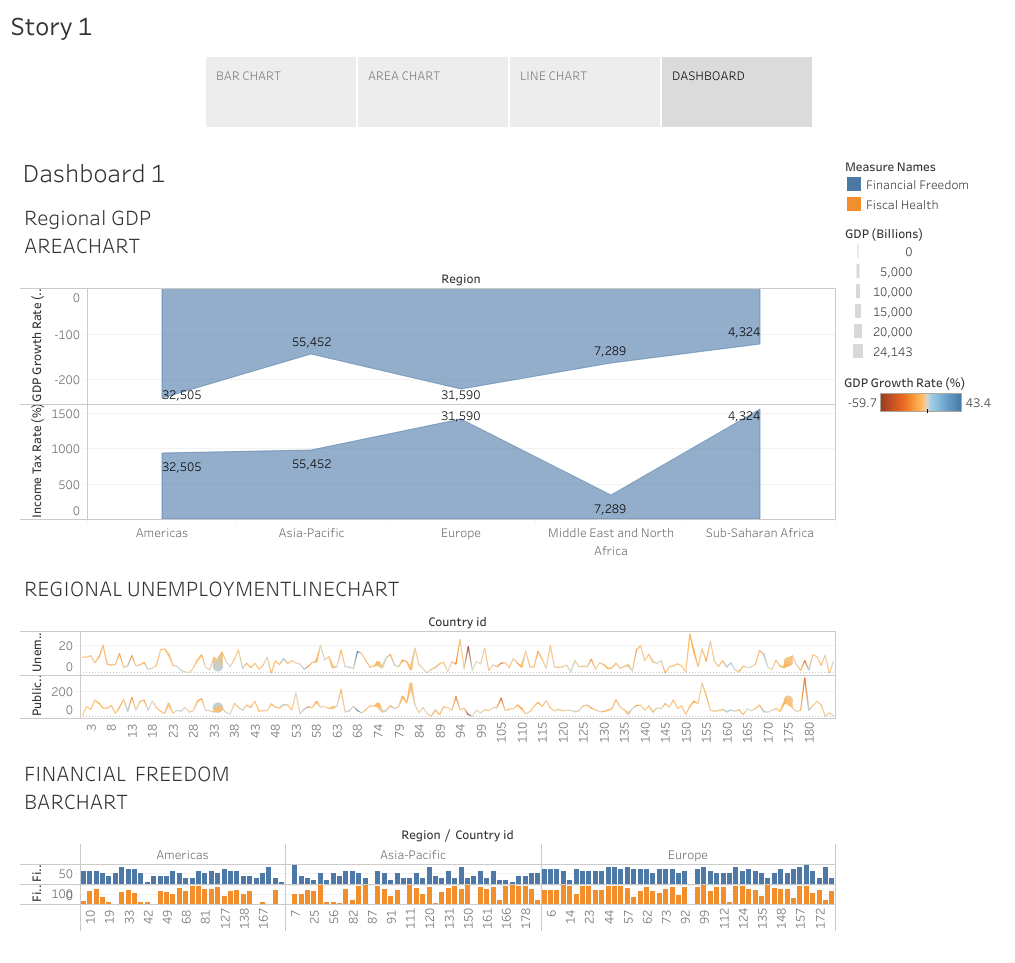 Story 1
BAR CHART
AREA CHART
LINE CHART
DASHBOARD
Dashboard 1
Measure Names
Financial Freedom
Fiscal Health
GDP (Billions)
0
5,000
10,000
15,000
20,000
24,143
GDP Growth Rate (%)
-59.7 43.4
Regional GDP
AREACHART
Region
GDP Growth Rate (..
0
-100
-200
32,505
55,452
31,590
7,289
4,324
Income Tax Rate (%)
1500
1000
500
0
32,505
55,452
31,590
7,289
4,324
Americas
Asia-Pacific
Europe
Middle East and North
Africa
Sub-Saharan Africa
REGIONAL UNEMPLOYMENTLINECHART
Country id
Unem..
20
0
Public..
200
0
3 8 13 18 23 28 33 38 43 48 53 58 63 68 74 79 84 89 94 99 105 110 115 120 125 130 135 140 145 150 155 160 165 170 175 180
FINANCIAL  FREEDOM
BARCHART
Region / Country id
Americas
Asia-Pacific
Europe
Fi..
50
F..
100
0
10 19 33 42 49 68 81 127 138 167
7 25 56 82 87 91 111 120 131 150 161 166 178
6 14 23 44 57 62 73 92 99 112 124 135 148 157 172